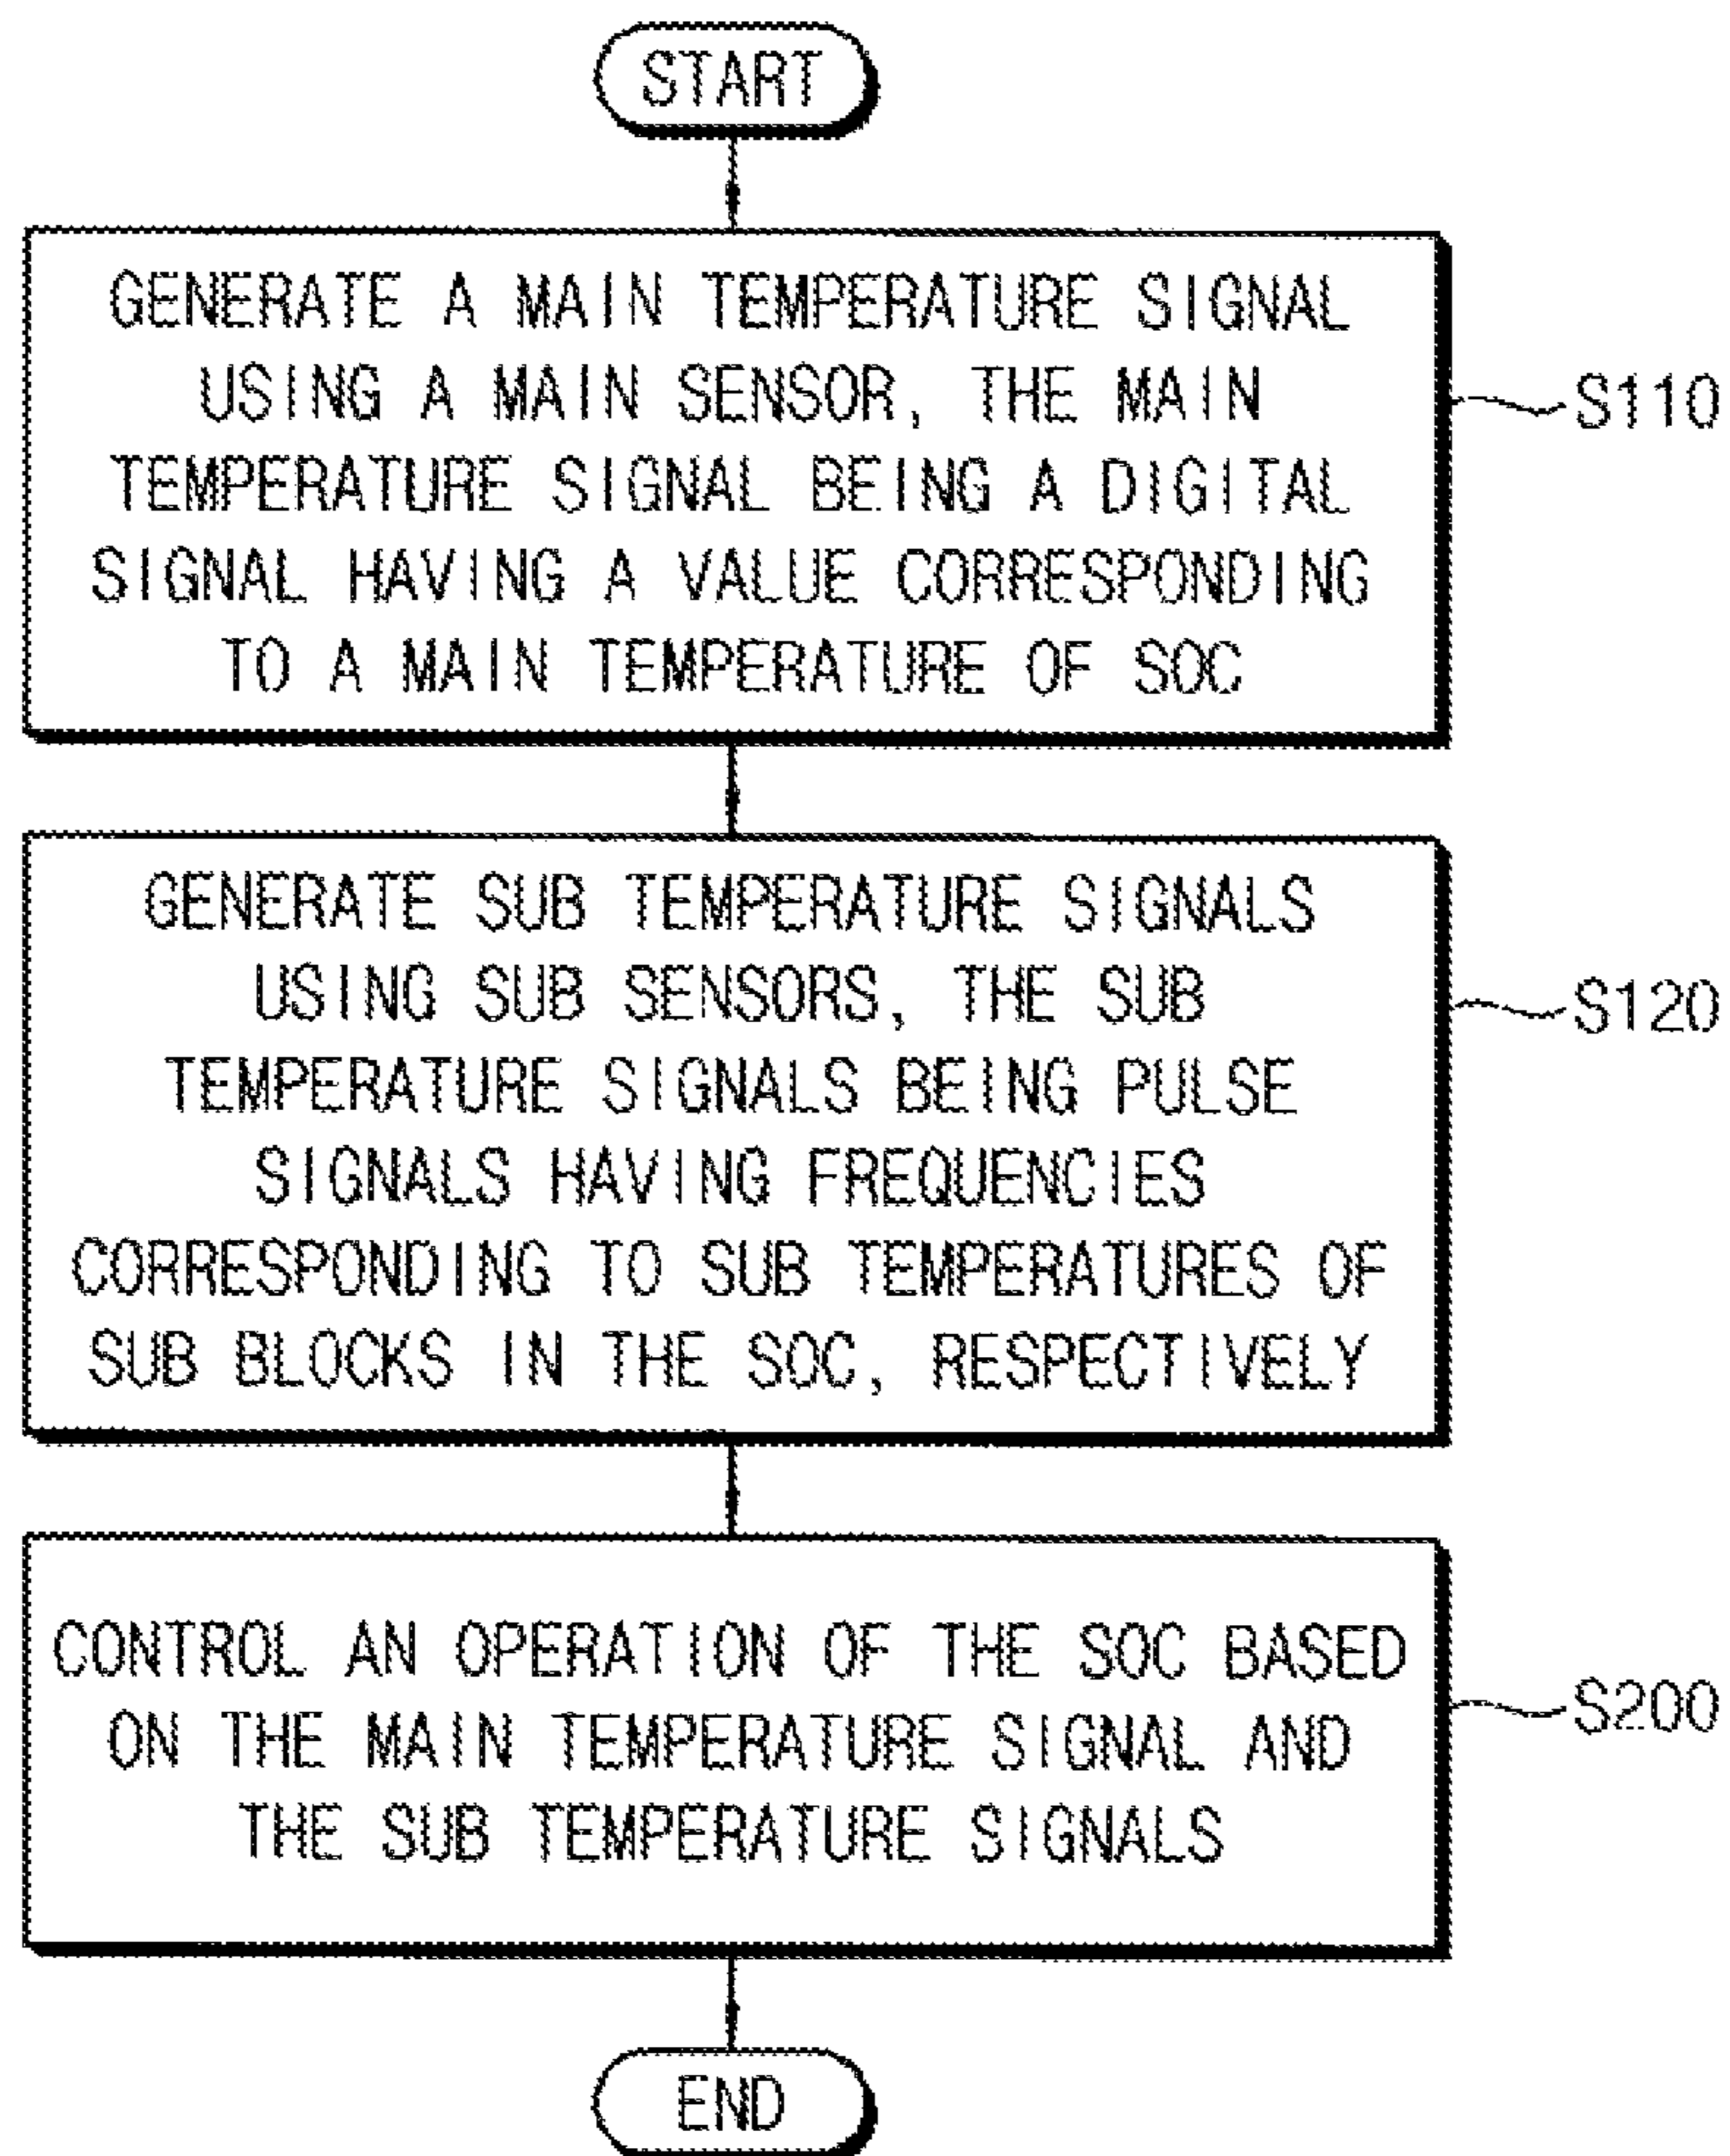 START
GENERATE A MAIN TEMPERATURE SIGNAL
USING A MAIN SENSOR, THE MAIN
TEMPERATURE SIGNAL BEING A DIGITAL
SIGNAL HAVING A VALUE CORRESPONDING
TO A MAIN TEMPERATURE OF SOC
S110
GENERATE SUB TEMPERATURE SIGNALS
USING SUB SENSORS, THE SUB
TEMPERATURE SIGNALS BEING PULSE
SIGNALS HAVING FREQUENCIES
CORRESPONDING TO SUB TEMPERATURES OF
SUB BLOCKS IN THE SOC, RESPECTIVELY
S120
CONTROL AN OPERATION OF THE SOC BASED
ON THE MAIN TEMPERATURE SIGNAL AND
THE SUB TEMPERATURE SIGNALS
S200
END